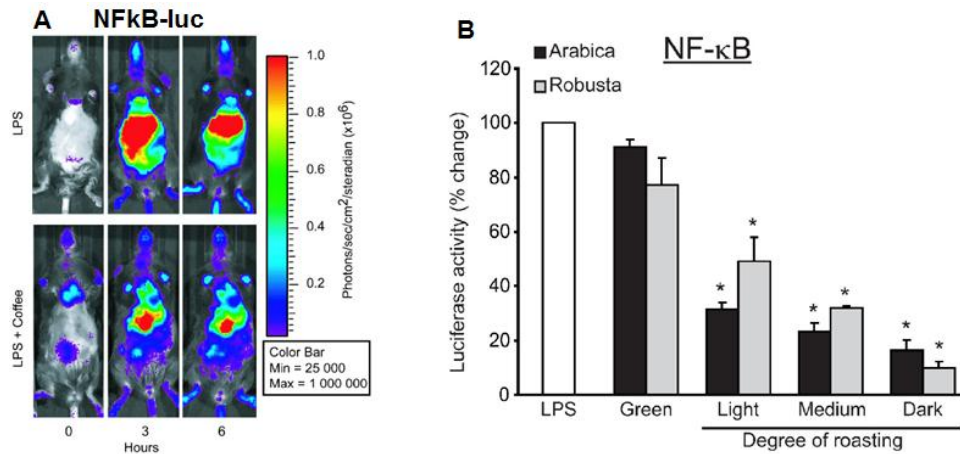 A NFkB-luc
LPS
LPS + Coffee
0 3 6
Hours
1.0
0.8
0.6
0.4
0.2
Photons/sec/cm²/steradian (x10⁶)
Color Bar
Min = 25 000
Max = 1 000 000
B
NF-κB
Arabica
Robusta
Luciferase activity (% change)
120
100
80
60
40
20
0
* * * * * *
LPS Green Light Medium Dark
Degree of roasting